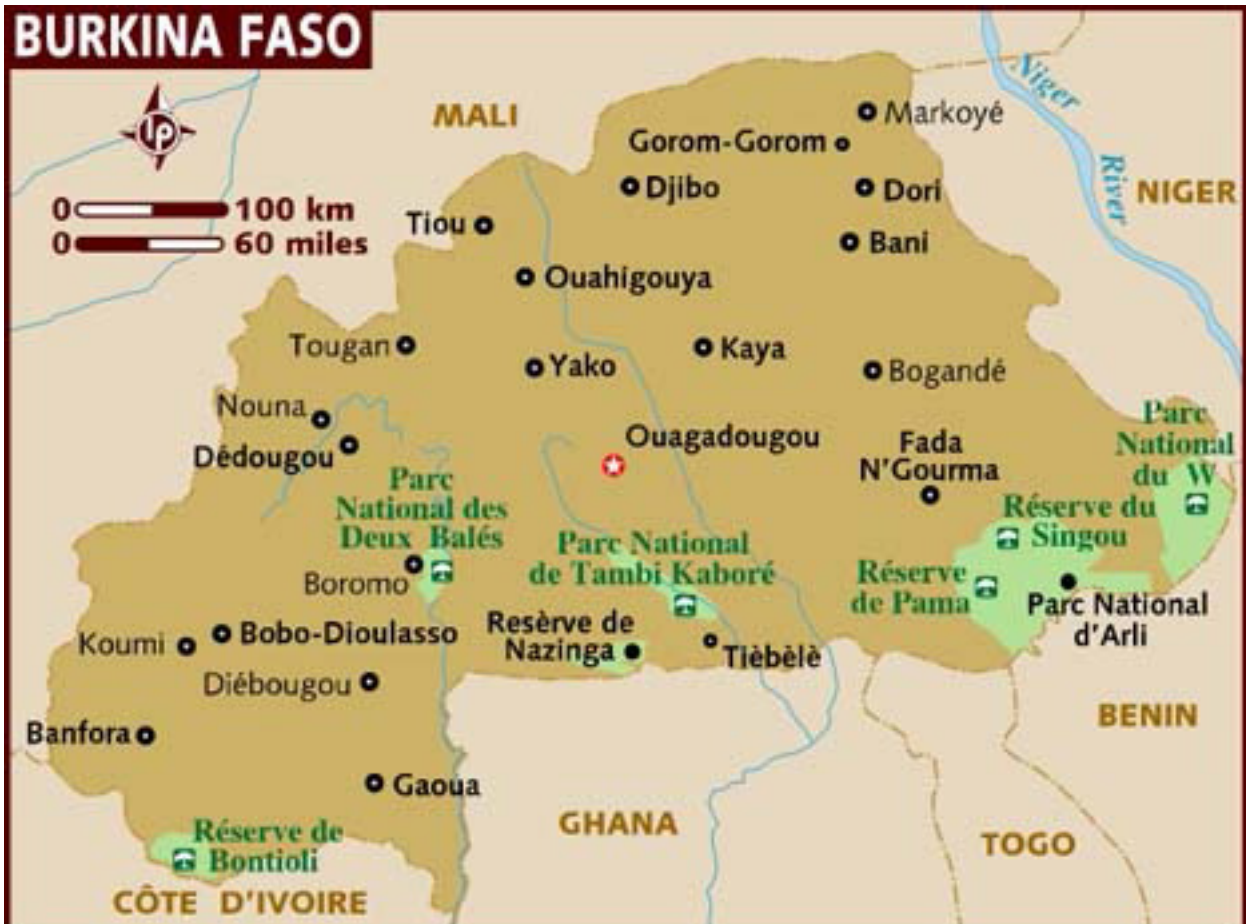 BURKINA FASO
lp
MALI
Niger
River
NIGER
0 100 km
0 60 miles
Markoyé
Gorom-Gorom
Djibo
Dori
Tiou
Bani
Ouahigouya
Tougan
Yako
Kaya
Bogandé
Nouna
Dédougou
Ouagadougou
Fada
N'Gourma
Parc
National
du W
Parc
National des
Deux Balés
Réserve du
Singou
Parc National
de Tambi Kaboré
Réserve
de Pama
Boromo
Parc National
d'Arli
Koumi
Bobo-Dioulasso
Resèrve de
Nazinga
Tièbèlè
Diébougou
Banfora
BENIN
Gaoua
GHANA
TOGO
Réserve de
Bontioli
CÔTE D'IVOIRE